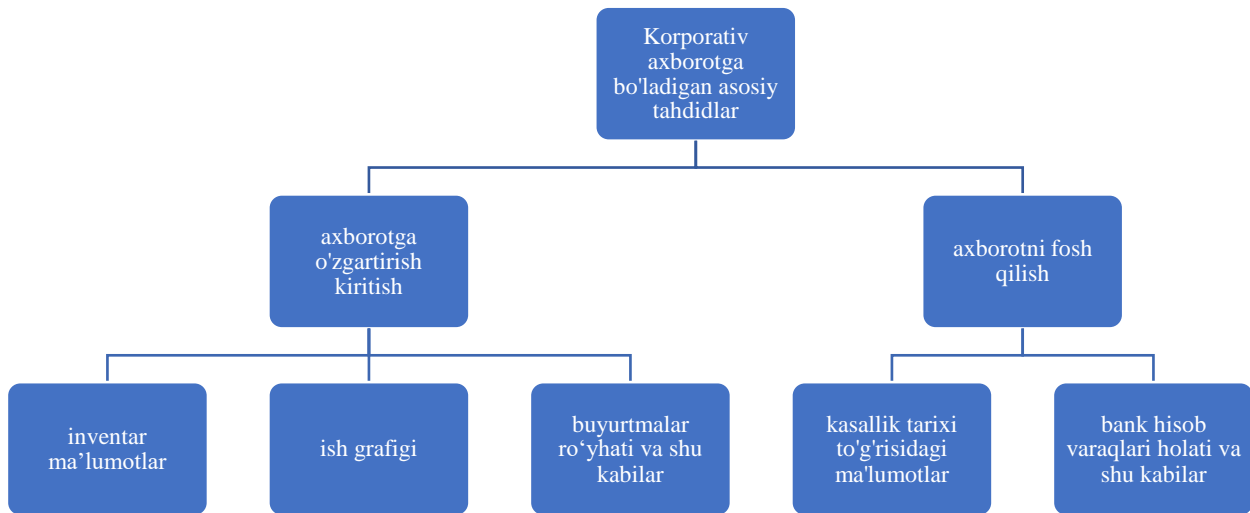 Korporativ
axborotga
bo'ladigan asosiy
tahdidlar
axborotga
o'zgartirish
kiritish
axborotni fosh
qilish
inventar
ma’lumotlar
ish grafigi
buyurtmalar
ro‘yhati va shu
kabilar
kasallik tarixi
to'g'risidagi
ma'lumotlar
bank hisob
varaqlari holati va
shu kabilar